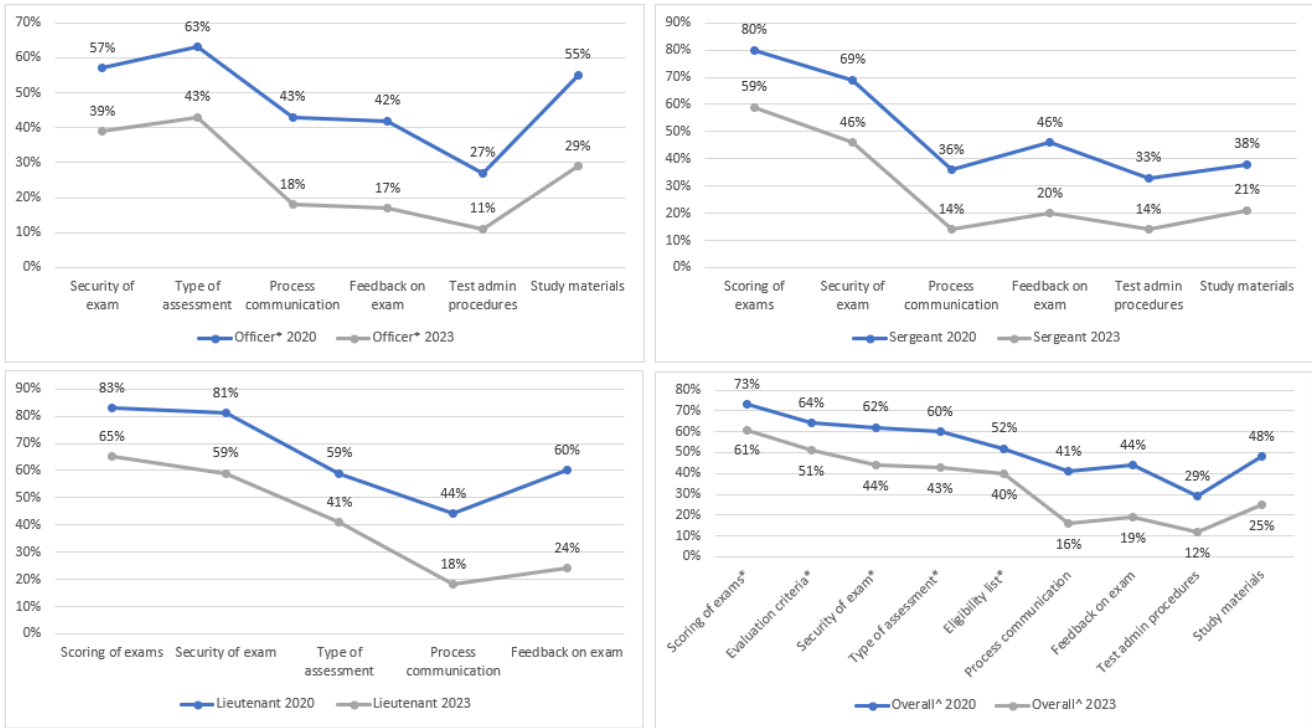 70%
60%
50%
40%
30%
20%
10%
0%
57%
63%
43%
42%
27%
55%
39%
43%
18%
17%
11%
29%
Security of exam
Type of assessment
Process communication
Feedback on exam
Test admin procedures
Study materials
Officer* 2020
Officer* 2023
90%
80%
70%
60%
50%
40%
30%
20%
10%
0%
80%
69%
36%
46%
33%
38%
59%
46%
14%
20%
14%
21%
Scoring of exams
Security of exam
Process communication
Feedback on exam
Test admin procedures
Study materials
Sergeant 2020
Sergeant 2023
90%
80%
70%
60%
50%
40%
30%
20%
10%
0%
83%
81%
59%
44%
60%
65%
59%
41%
18%
24%
Scoring of exams
Security of exam
Type of assessment
Process communication
Feedback on exam
Lieutenant 2020
Lieutenant 2023
80%
70%
60%
50%
40%
30%
20%
10%
0%
73%
64%
62%
60%
52%
41%
44%
29%
48%
61%
51%
44%
43%
40%
16%
19%
12%
25%
Scoring of exams*
Evaluation criteria*
Security of exam*
Type of assessment*
Eligibility list*
Process communication
Feedback on exam
Test admin procedures
Study materials
Overall^ 2020
Overall^ 2023